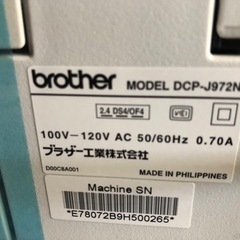 brother MODEL DCP-J972N
2.4 DS4/OF4
100V-120V AC 50/60Hz 0.70A
ブラザー工業株式会社
D00C8A001
MADE IN PHILIPPINES
Machine SN
*E78072B9H500265*